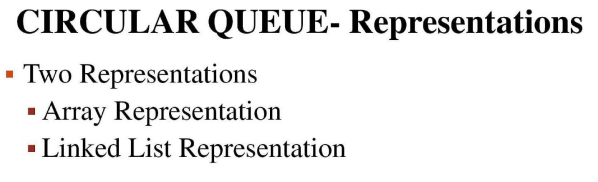 CIRCULAR QUEUE- Representations
Two Representations
Array Representation
Linked List Representation